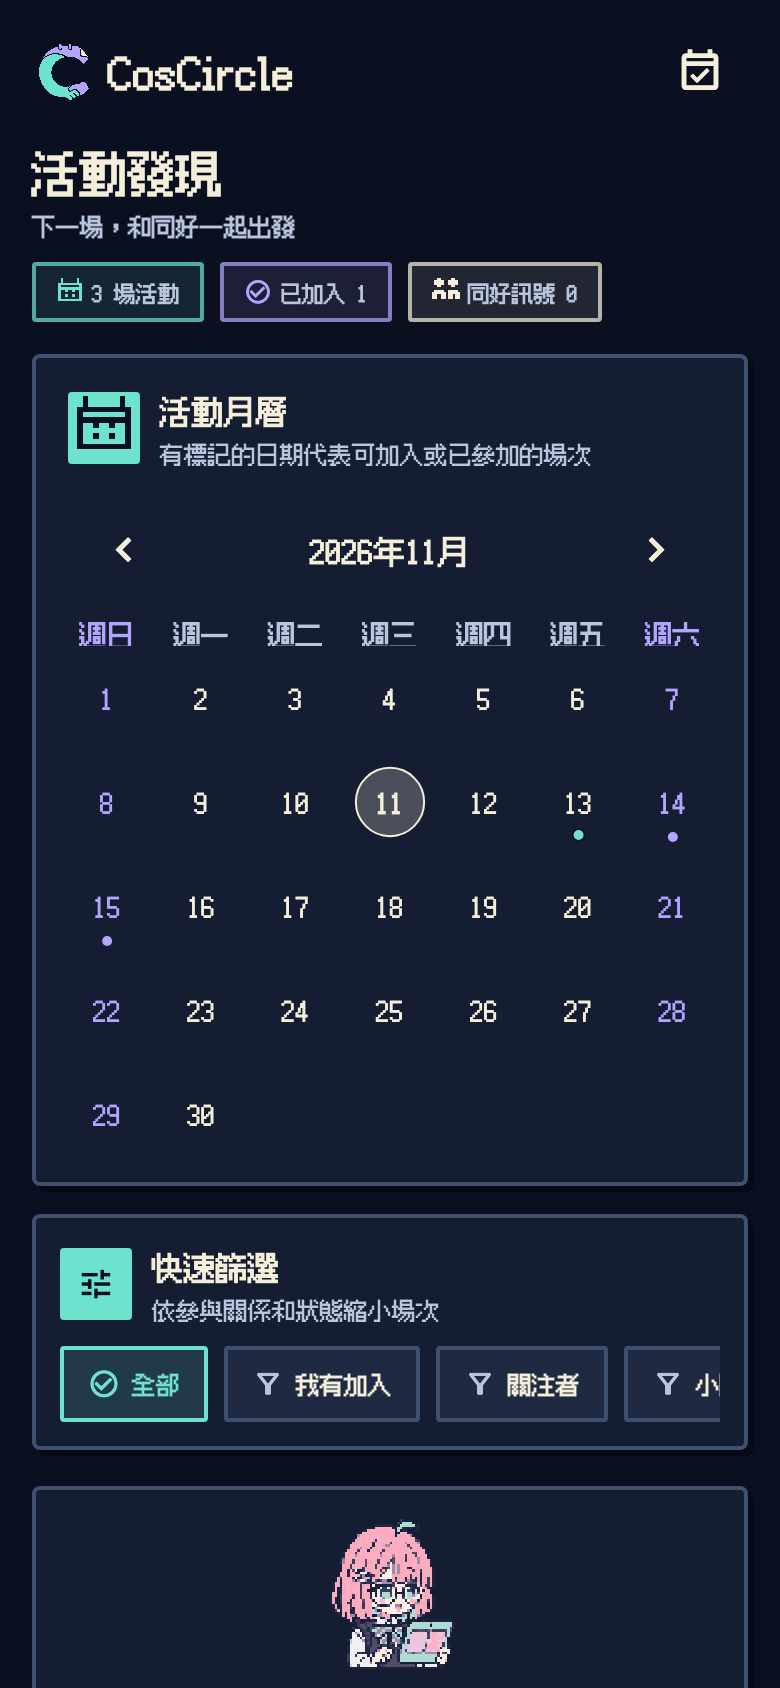 CosCircle
活動發現
下一場，和同好一起出發
3 場活動
已加入 1
同好訊號 0
活動月曆
有標記的日期代表可加入或已參加的場次
2026年11月
週日 週一 週二 週三 週四 週五 週六
1 2 3 4 5 6 7
8 9 10 11 12 13 14
15 16 17 18 19 20 21
22 23 24 25 26 27 28
29 30
快速篩選
依參與關係和狀態縮小場次
全部
我有加入
關注者
小